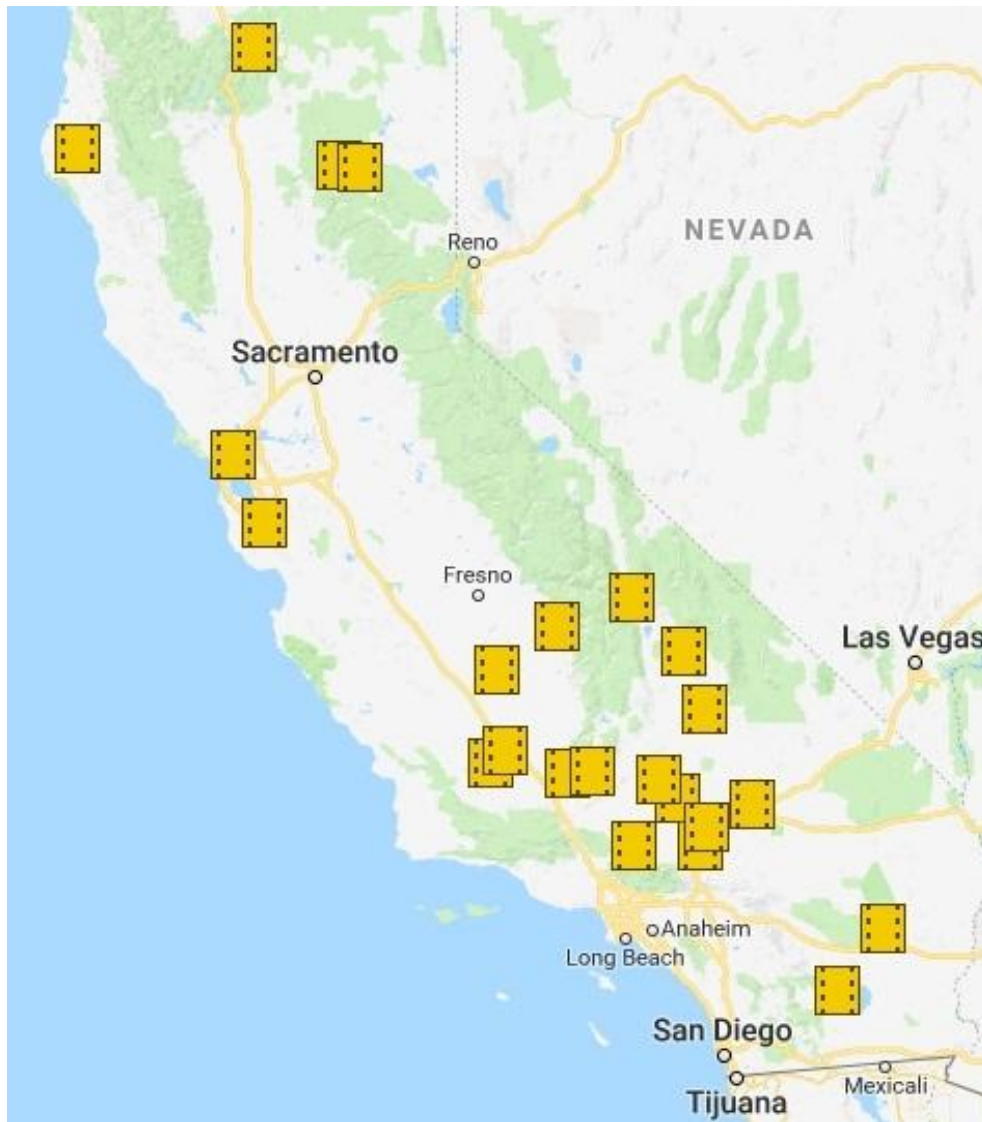 Reno
NEVADA
Sacramento
Fresno
Las Vegas
Anaheim
Long Beach
San Diego
Mexicali
Tijuana